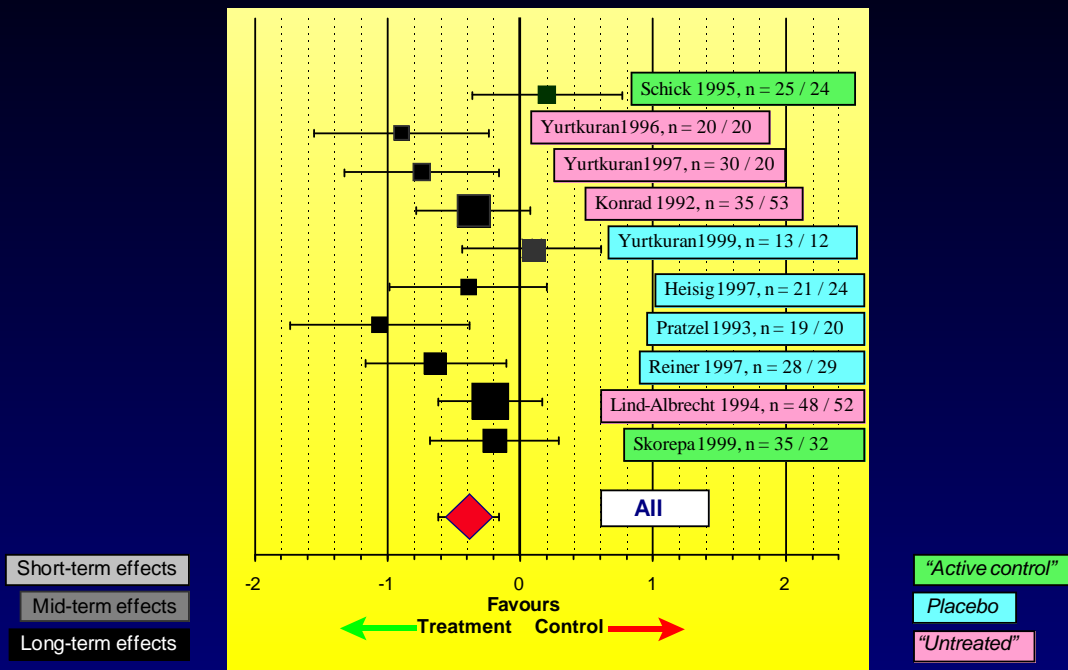 Schick 1995, n = 25 / 24
Yurtkuran1996, n = 20 / 20
Yurtkuran1997, n = 30 / 20
Konrad 1992, n = 35 / 53
Yurtkuran1999, n = 13 / 12
Heisig 1997, n = 21 / 24
Pratzel 1993, n = 19 / 20
Reiner 1997, n = 28 / 29
Lind-Albrecht 1994, n = 48 / 52
Skorepa 1999, n = 35 / 32
All
-2 -1 0 1 2
Favours
Treatment Control
Short-term effects
Mid-term effects
Long-term effects
“Active control”
Placebo
“Untreated”